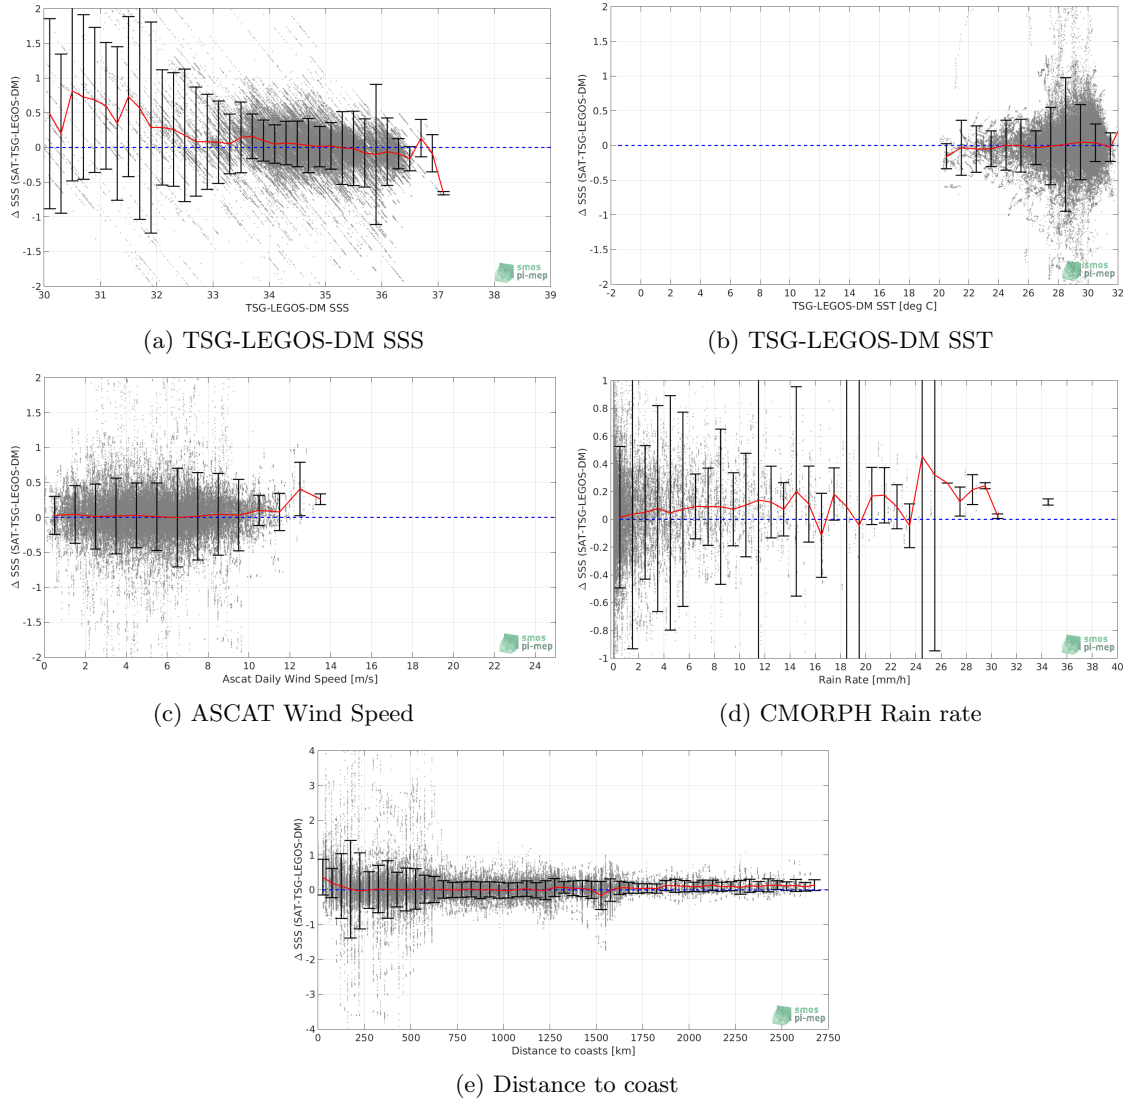 Δ SSS (SAT-TSG-LEGOS-DM)
2
1.5
1
0.5
0
-0.5
-1
-1.5
-2
30 31 32 33 34 35 36 37 38 39
TSG-LEGOS-DM SSS
smos
pi-mep
(a) TSG-LEGOS-DM SSS
Δ SSS (SAT-TSG-LEGOS-DM)
2
1.5
1
0.5
0
-0.5
-1
-1.5
-2
-2 0 2 4 6 8 10 12 14 16 18 20 22 24 26 28 30 32
TSG-LEGOS-DM SST [deg C]
smos
pi-mep
(b) TSG-LEGOS-DM SST
Δ SSS (SAT-TSG-LEGOS-DM)
2
1.5
1
0.5
0
-0.5
-1
-1.5
-2
0 2 4 6 8 10 12 14 16 18 20 22 24
Ascat Daily Wind Speed [m/s]
smos
pi-mep
(c) ASCAT Wind Speed
Δ SSS (SAT-TSG-LEGOS-DM)
1
0.8
0.6
0.4
0.2
0
-0.2
-0.4
-0.6
-0.8
-1
0 2 4 6 8 10 12 14 16 18 20 22 24 26 28 30 32 34 36 38 40
Rain Rate [mm/h]
smos
pi-mep
(d) CMORPH Rain rate
Δ SSS (SAT-TSG-LEGOS-DM)
4
3
2
1
0
-1
-2
-3
-4
0 250 500 750 1000 1250 1500 1750 2000 2250 2500 2750
Distance to coasts [km]
smos
pi-mep
(e) Distance to coast